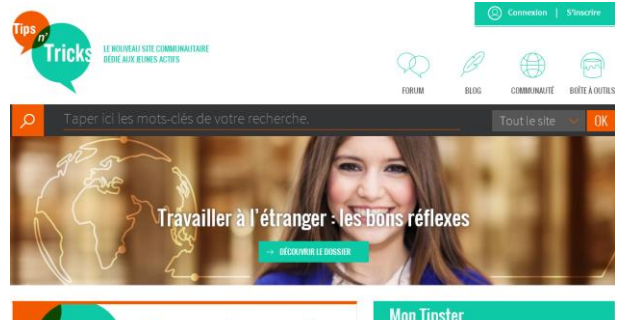 Connexion | S'inscrire
Tips
n'
Tricks
LE NOUVEAU SITE COMMUNAUTAIRE
DÉDIÉ AUX JEUNES ACTIFS
FORUM BLOG COMMUNAUTÉ BOÎTE À OUTILS
Taper ici les mots-clés de votre recherche. Tout le site OK
Travailler à l'étranger : les bons réflexes
→ DÉCOUVRIR LE DOSSIER
Mon Tipster